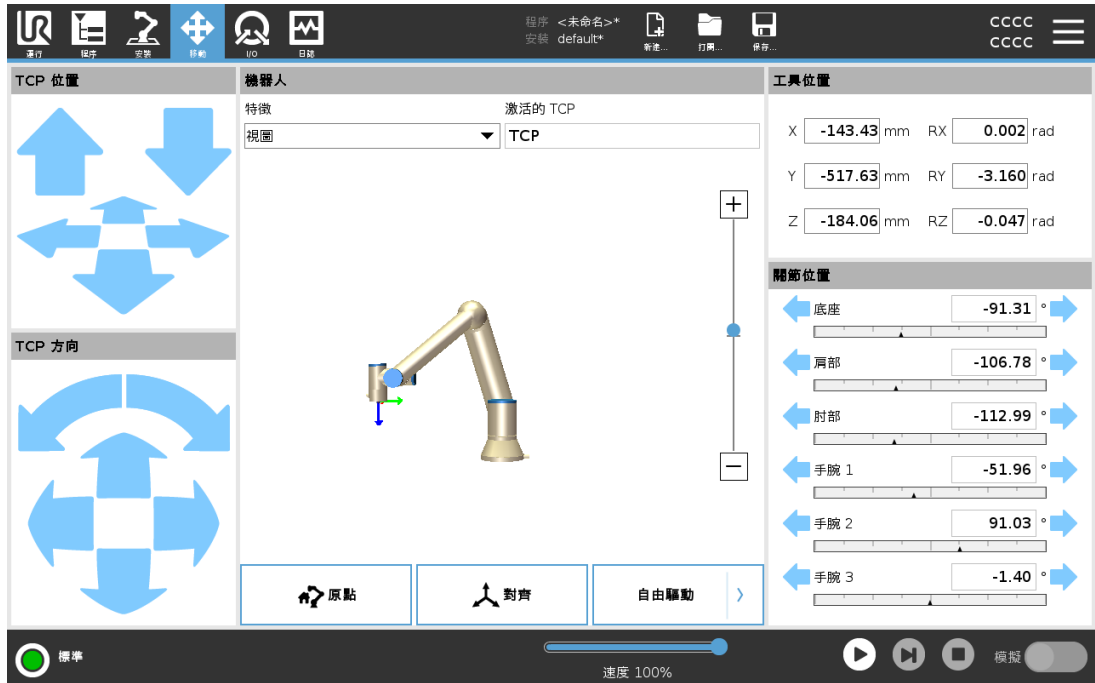 UR
運行
程序
安裝
移動
I/O
日誌
程序 <未命名>*
安裝 default*
新建...
打開...
保存...
CCCC
CCCC
TCP 位置
TCP 方向
機器人
特徵
激活的 TCP
視圖
TCP
原點
對齊
自由驅動
工具位置
X -143.43 mm RX 0.002 rad
Y -517.63 mm RY -3.160 rad
Z -184.06 mm RZ -0.047 rad
關節位置
底座 -91.31 °
肩部 -106.78 °
肘部 -112.99 °
手腕 1 -51.96 °
手腕 2 91.03 °
手腕 3 -1.40 °
標準
速度 100%
模擬